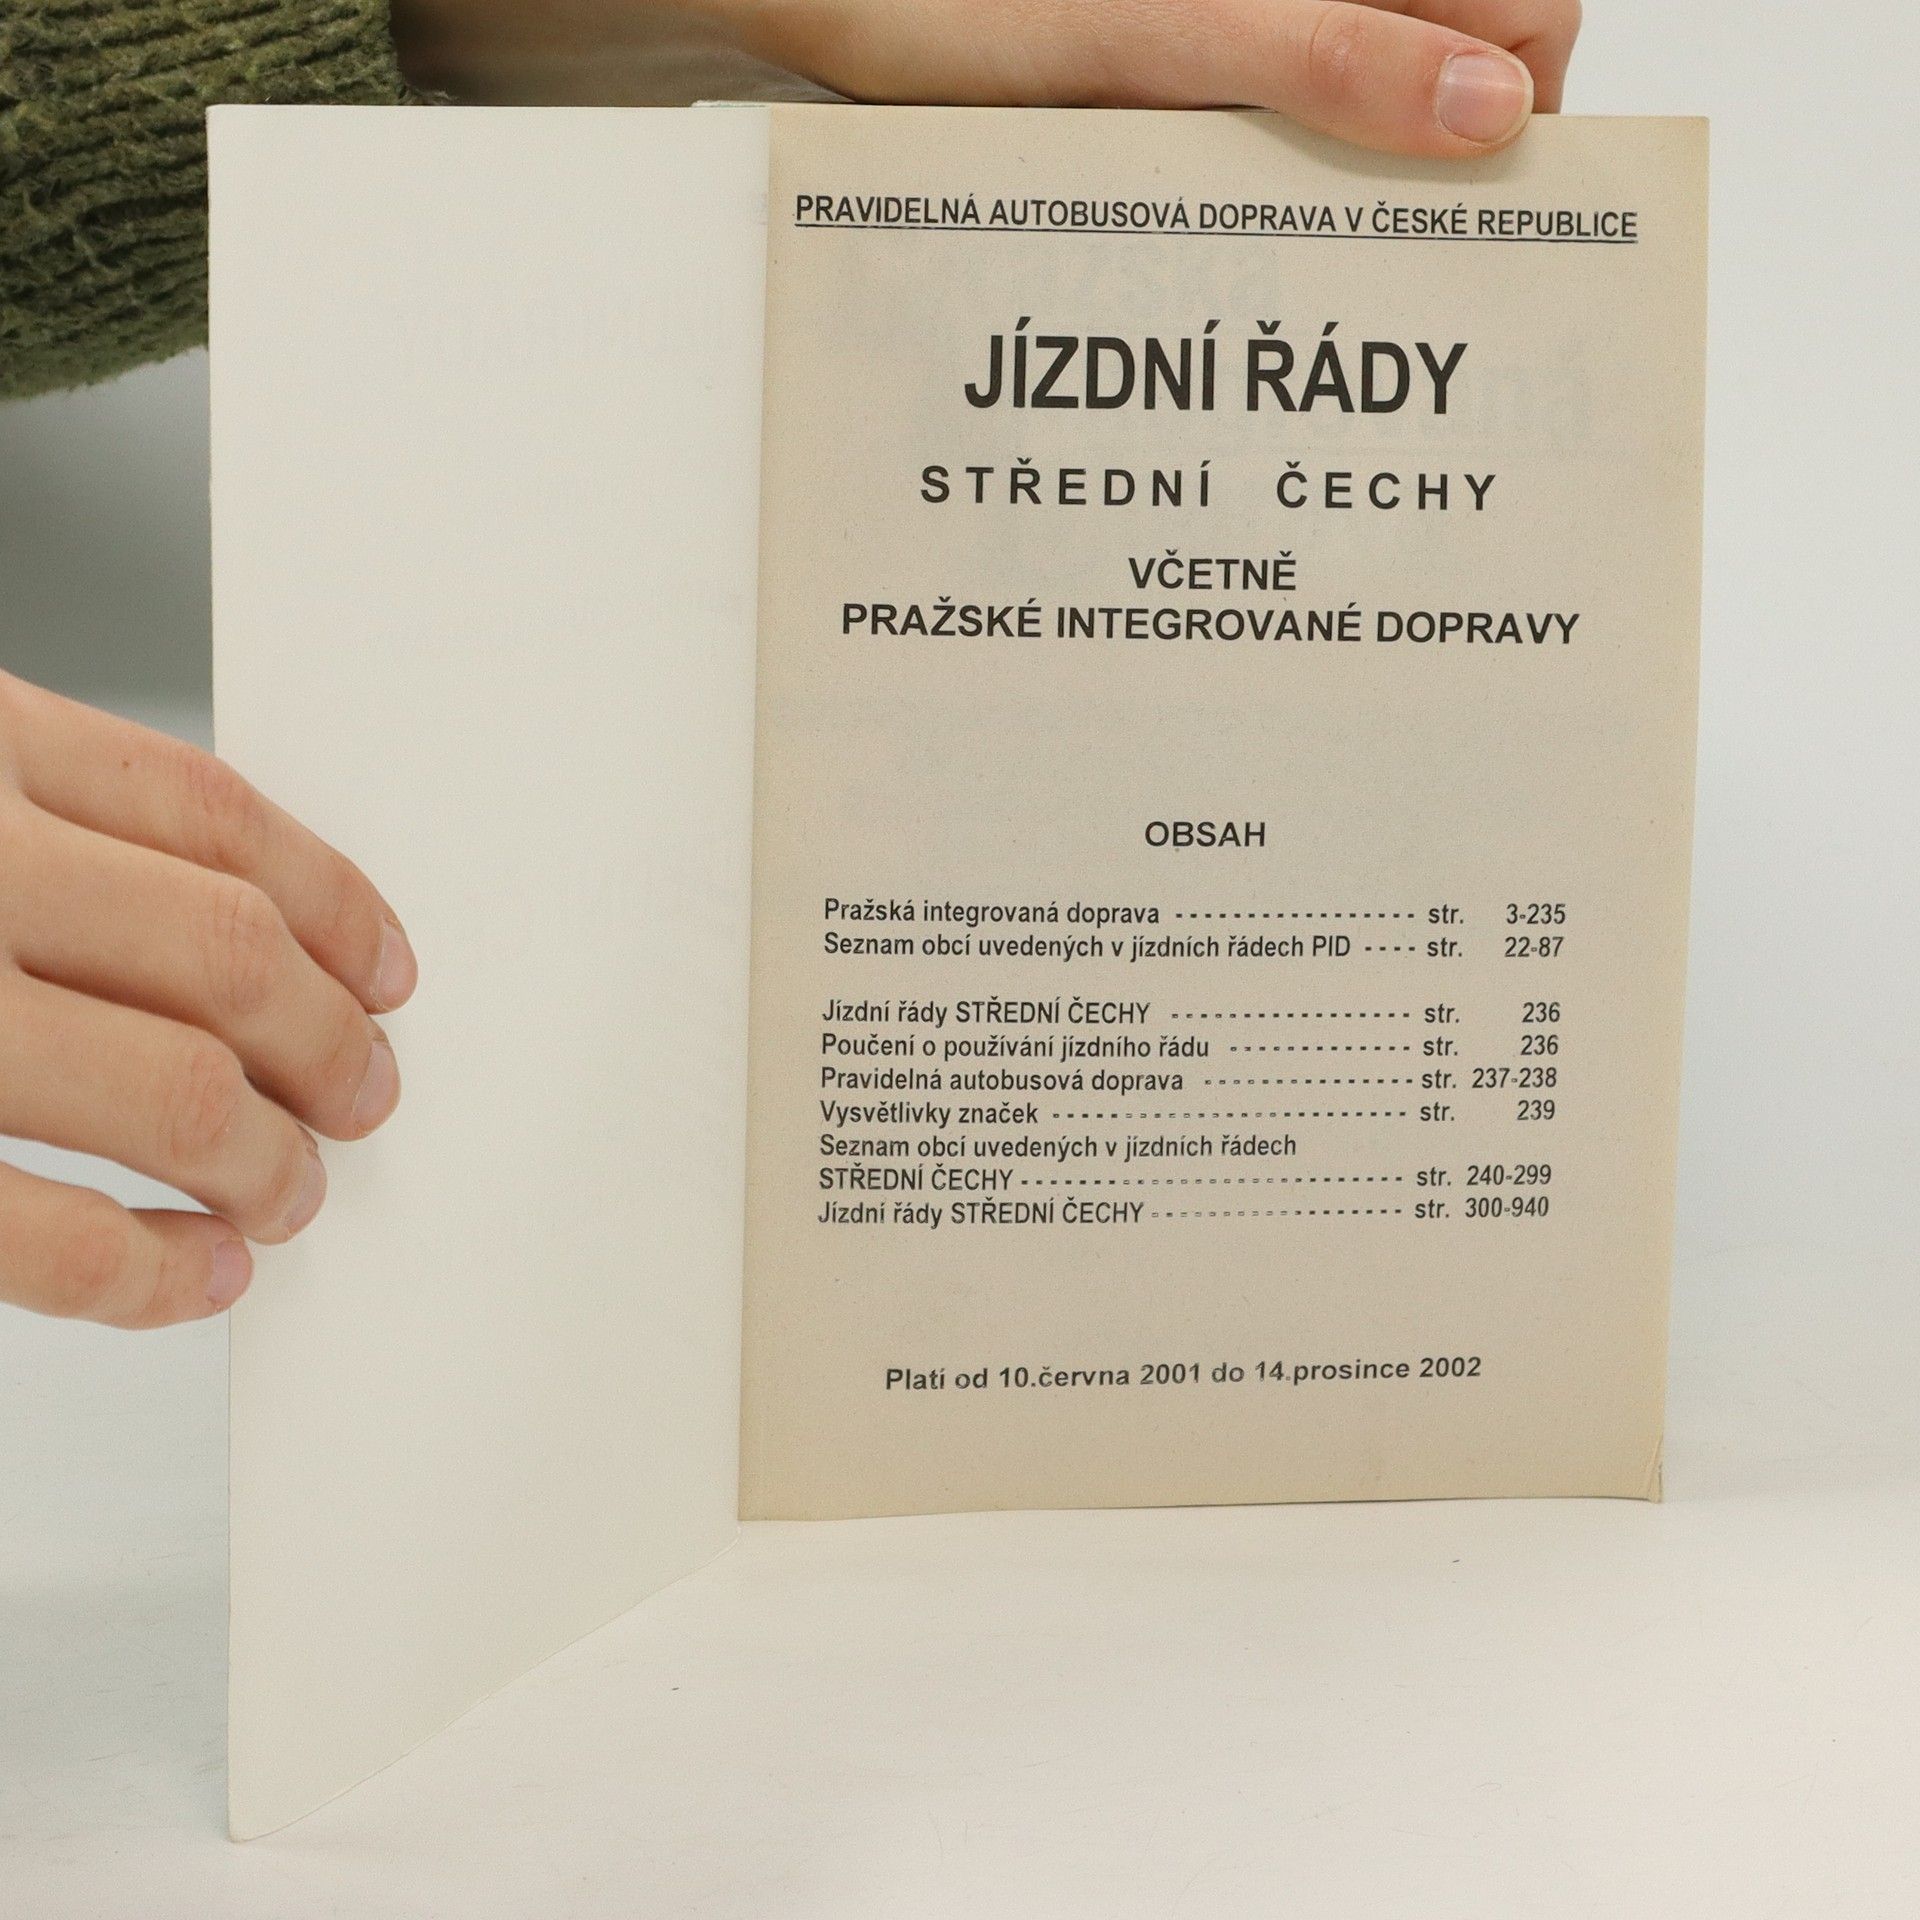 PRAVIDELNÁ AUTOBUSOVÁ DOPRAVA V ČESKÉ REPUBLICE
JÍZDNÍ ŘÁDY
STŘEDNÍ ČECHY
VČETNĚ
PRAŽSKÉ INTEGROVANÉ DOPRAVY
OBSAH
Pražská integrovaná doprava ----------------- str. 3-235
Seznam obcí uvedených v jízdních řádech PID ---- str. 22-87
Jízdní řády STŘEDNÍ ČECHY ----------------- str. 236
Poučení o používání jízdního řádu ------------- str. 236
Pravidelná autobusová doprava --------------- str. 237-238
Vysvětlivky značek ------------------------- str. 239
Seznam obcí uvedených v jízdních řádech
STŘEDNÍ ČECHY --------------------------- str. 240-299
Jízdní řády STŘEDNÍ ČECHY ------------------ str. 300-940
Platí od 10.června 2001 do 14.prosince 2002